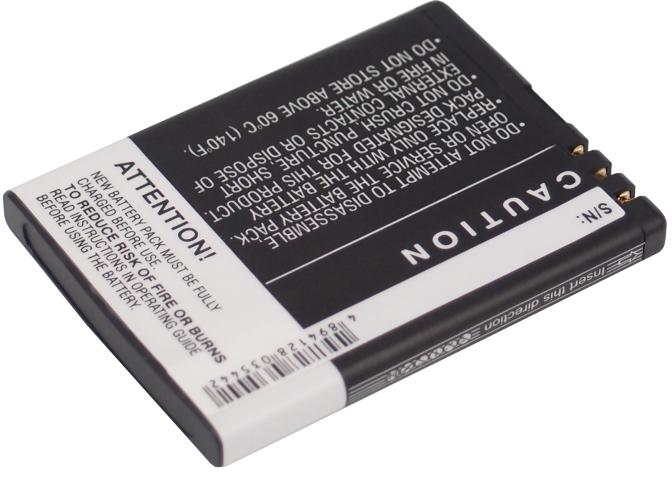 ATTENTION!
NEW BATTERY PACK MUST BE FULLY
CHARGED BEFORE USE.
TO REDUCE RISK OF FIRE OR BURNS
READ INSTRUCTIONS IN OPERATING GUIDE
BEFORE USING THE BATTERY.
4 894128 035442
S/N:
CAUTION
•DO NOT ATTEMPT TO DISASSEMBLE
OPEN OR SERVICE THE BATTERY PACK.
•REPLACE ONLY WITH THE BATTERY
PACK DESIGNATED FOR THIS PRODUCT.
•DO NOT CRUSH PUNCTURE SHORT
EXTERNAL CONTACTS OR DISPOSE OF
IN FIRE OR WATER.
•DO NOT STORE ABOVE 60°C (140°F).
Insert this direction